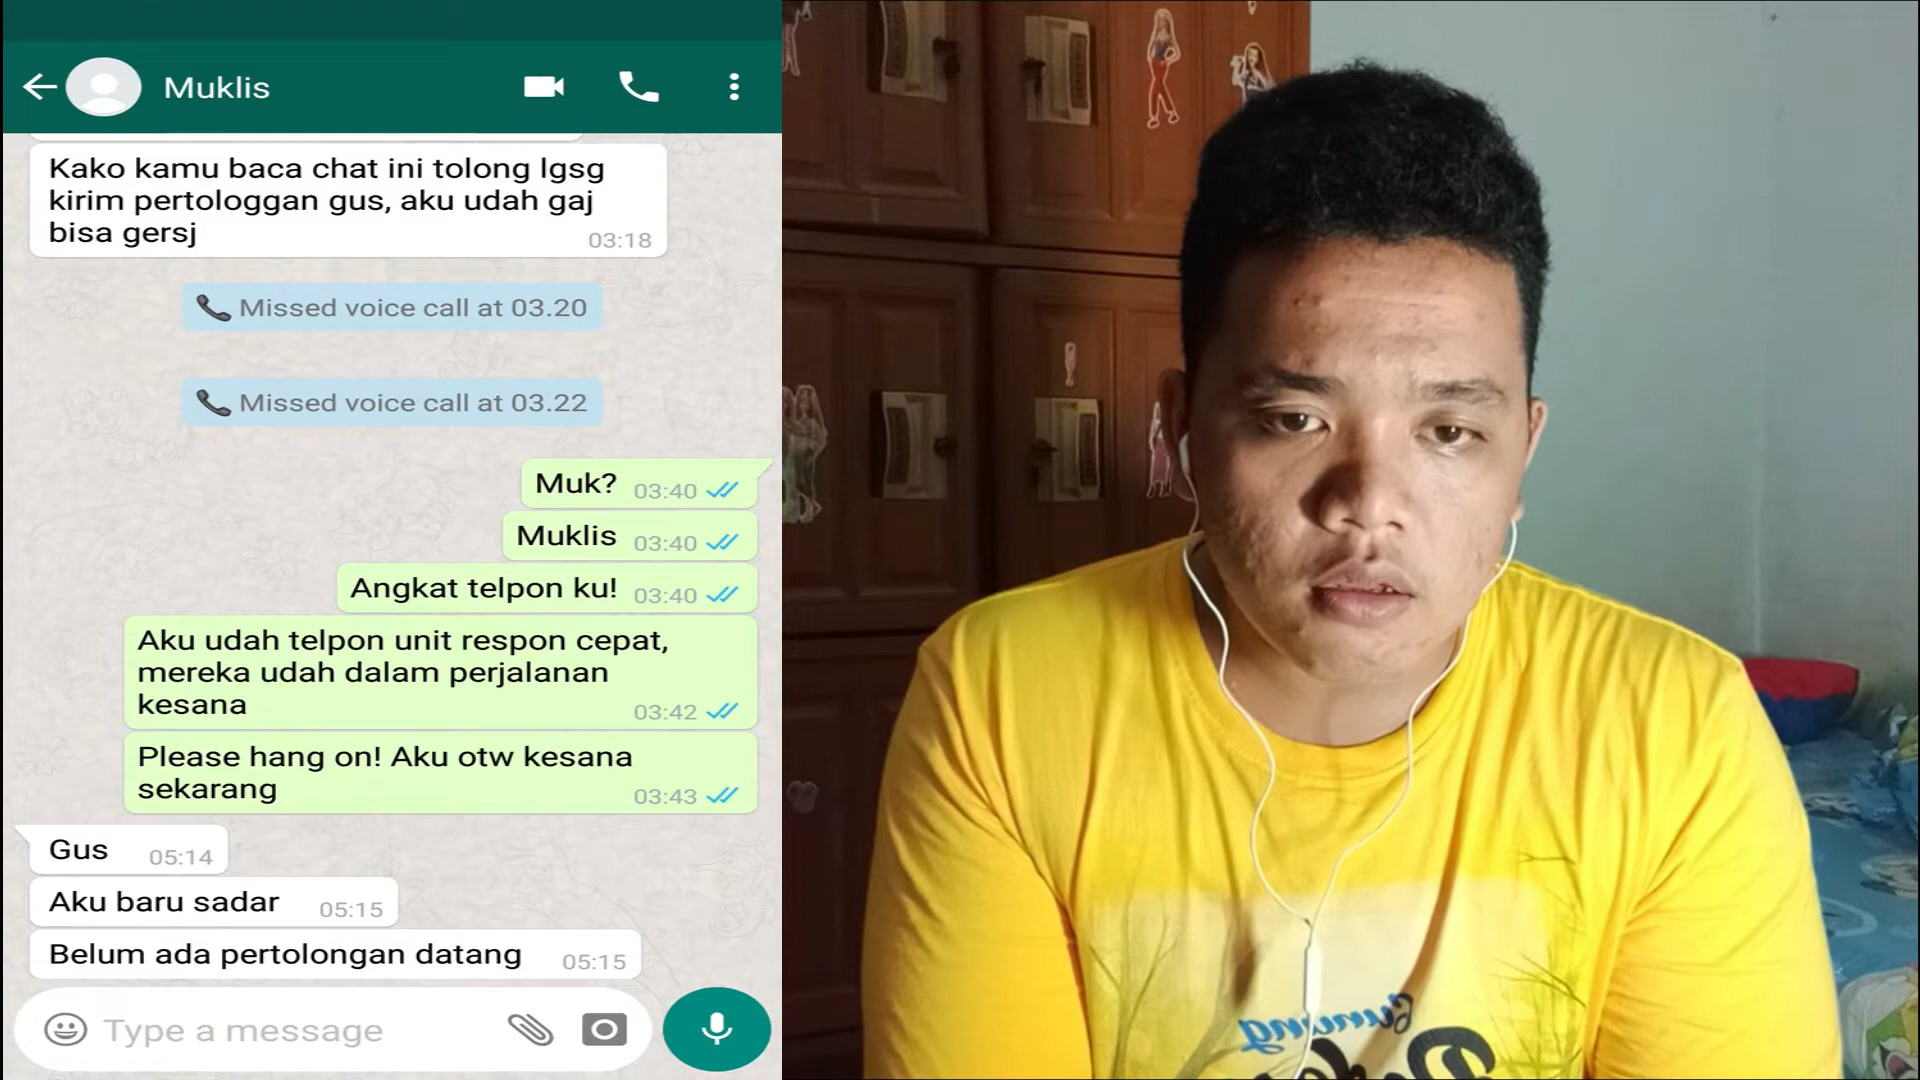 Muklis
Kako kamu baca chat ini tolong lgsg
kirim pertologgan gus, aku udah gaj
bisa gersj
03:18
Missed voice call at 03.20
Missed voice call at 03.22
Muk? 03:40
Muklis 03:40
Angkat telpon ku! 03:40
Aku udah telpon unit respon cepat,
mereka udah dalam perjalanan
kesana
03:42
Please hang on! Aku otw kesana
sekarang
03:43
Gus 05:14
Aku baru sadar 05:15
Belum ada pertolongan datang 05:15
Type a message